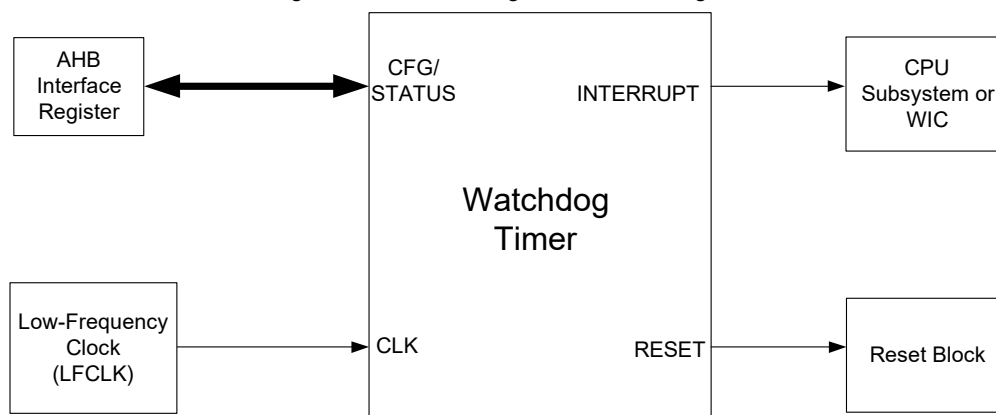 AHB
Interface
Register
CFG/
STATUS
INTERRUPT
CPU
Subsystem or
WIC
Watchdog
Timer
Low-Frequency
Clock
(LFCLK)
CLK
RESET
Reset Block